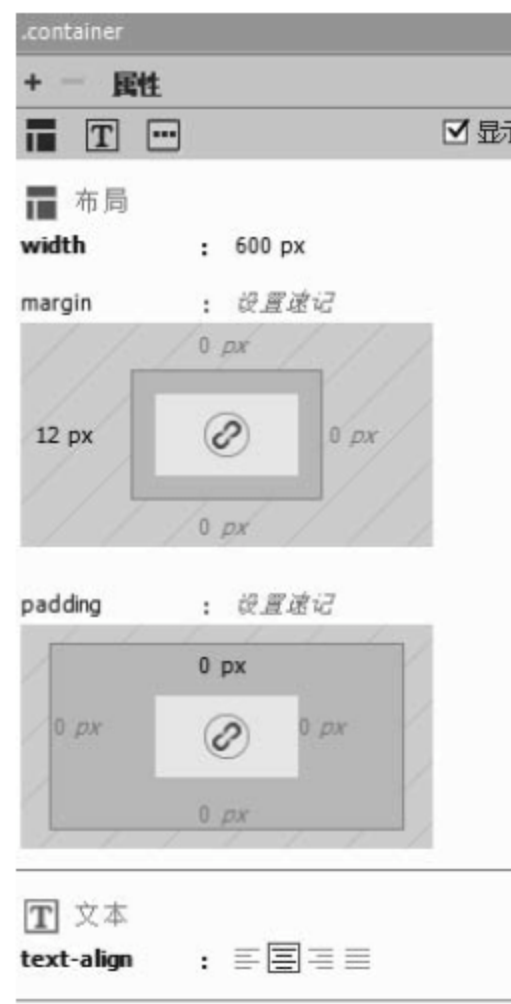 .container
+ − 属性
T ✓ 显示
布局
width : 600 px
margin : 设置速记
0 px
12 px 0 px
0 px
padding : 设置速记
0 px
0 px 0 px
0 px
T 文本
text-align :